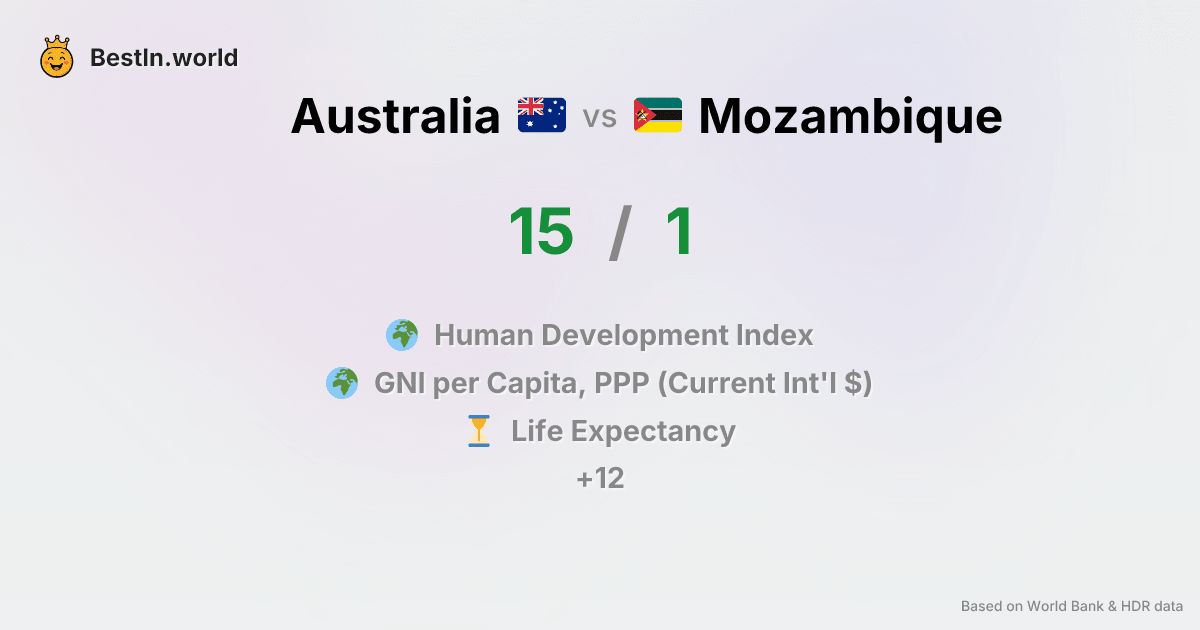 BestIn.world
Australia vs Mozambique
15 / 1
Human Development Index
GNI per Capita, PPP (Current Int'l $)
Life Expectancy
+12
Based on World Bank & HDR data